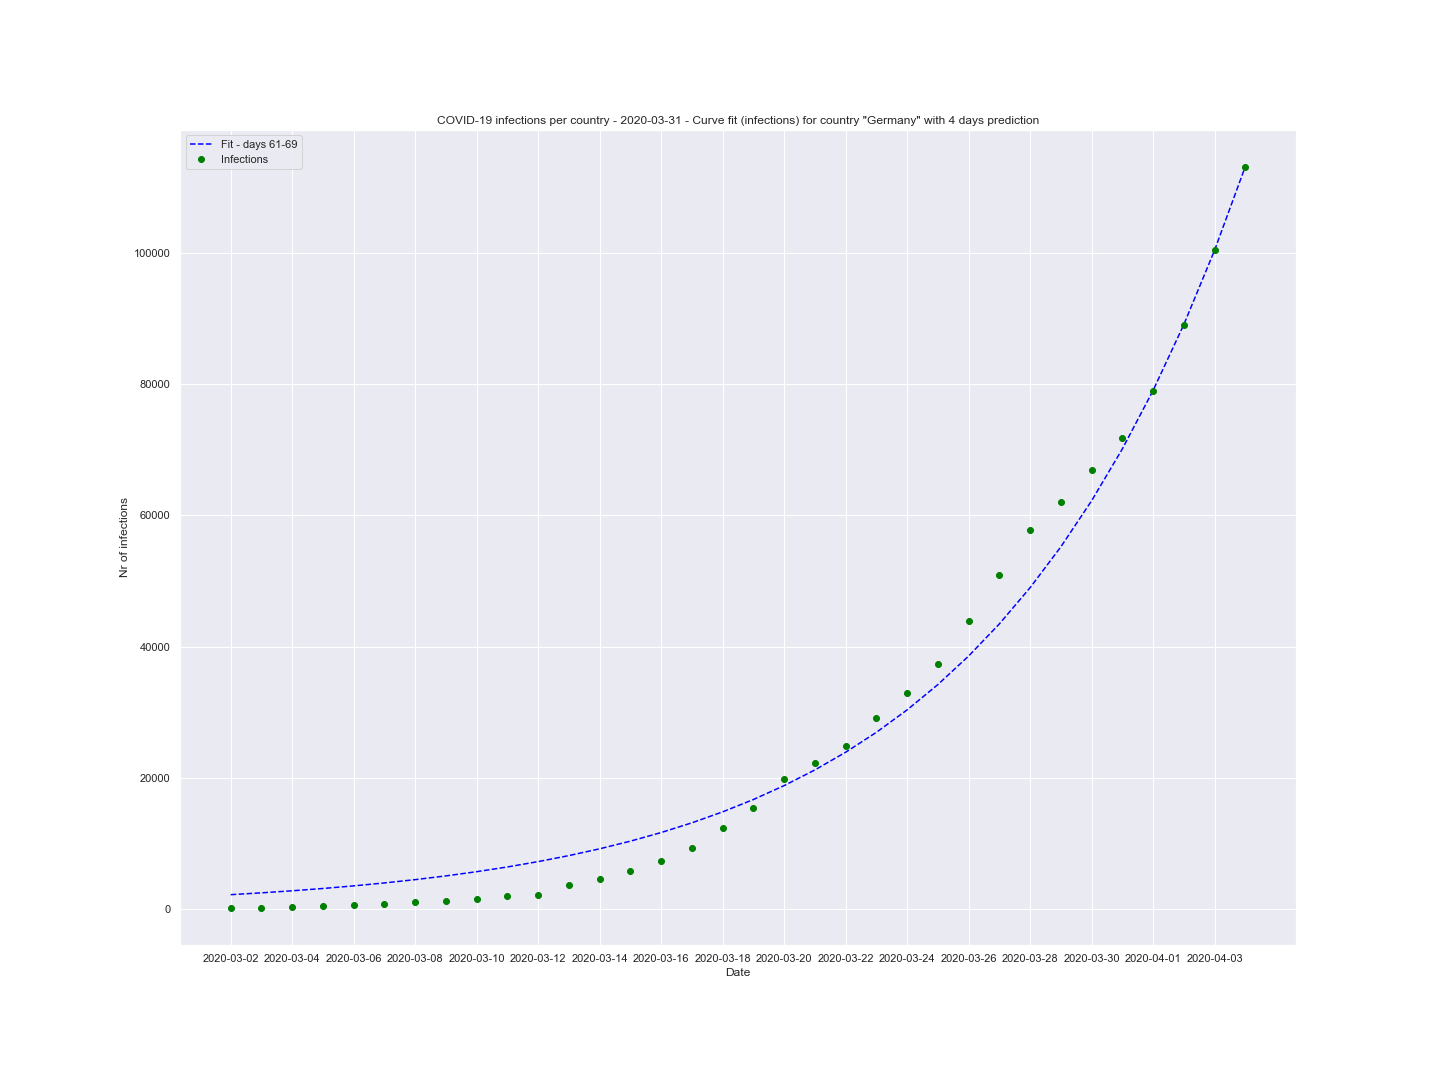 COVID-19 infections per country - 2020-03-31 - Curve fit (infections) for country "Germany" with 4 days prediction
Fit - days 61-69
Infections
100000
80000
60000
40000
20000
0
Nr of infections
2020-03-02 2020-03-04 2020-03-06 2020-03-08 2020-03-10 2020-03-12 2020-03-14 2020-03-16 2020-03-18 2020-03-20 2020-03-22 2020-03-24 2020-03-26 2020-03-28 2020-03-30 2020-04-01 2020-04-03
Date